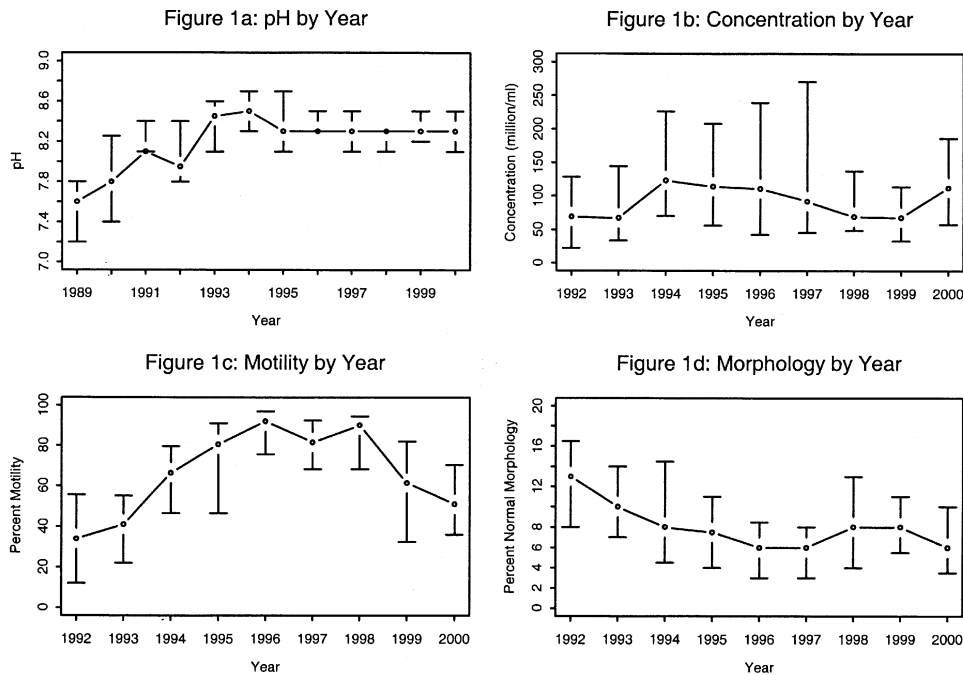 Figure 1a: pH by Year
pH
9.0
8.6
8.2
7.8
7.4
7.0
1989 1991 1993 1995 1997 1999
Year
Figure 1b: Concentration by Year
Concentration (million/ml)
300
250
200
150
100
50
0
1992 1993 1994 1995 1996 1997 1998 1999 2000
Year
Figure 1c: Motility by Year
Percent Motility
100
80
60
40
20
0
1992 1993 1994 1995 1996 1997 1998 1999 2000
Year
Figure 1d: Morphology by Year
Percent Normal Morphology
20
16
12
8
6
4
2
0
1992 1993 1994 1995 1996 1997 1998 1999 2000
Year